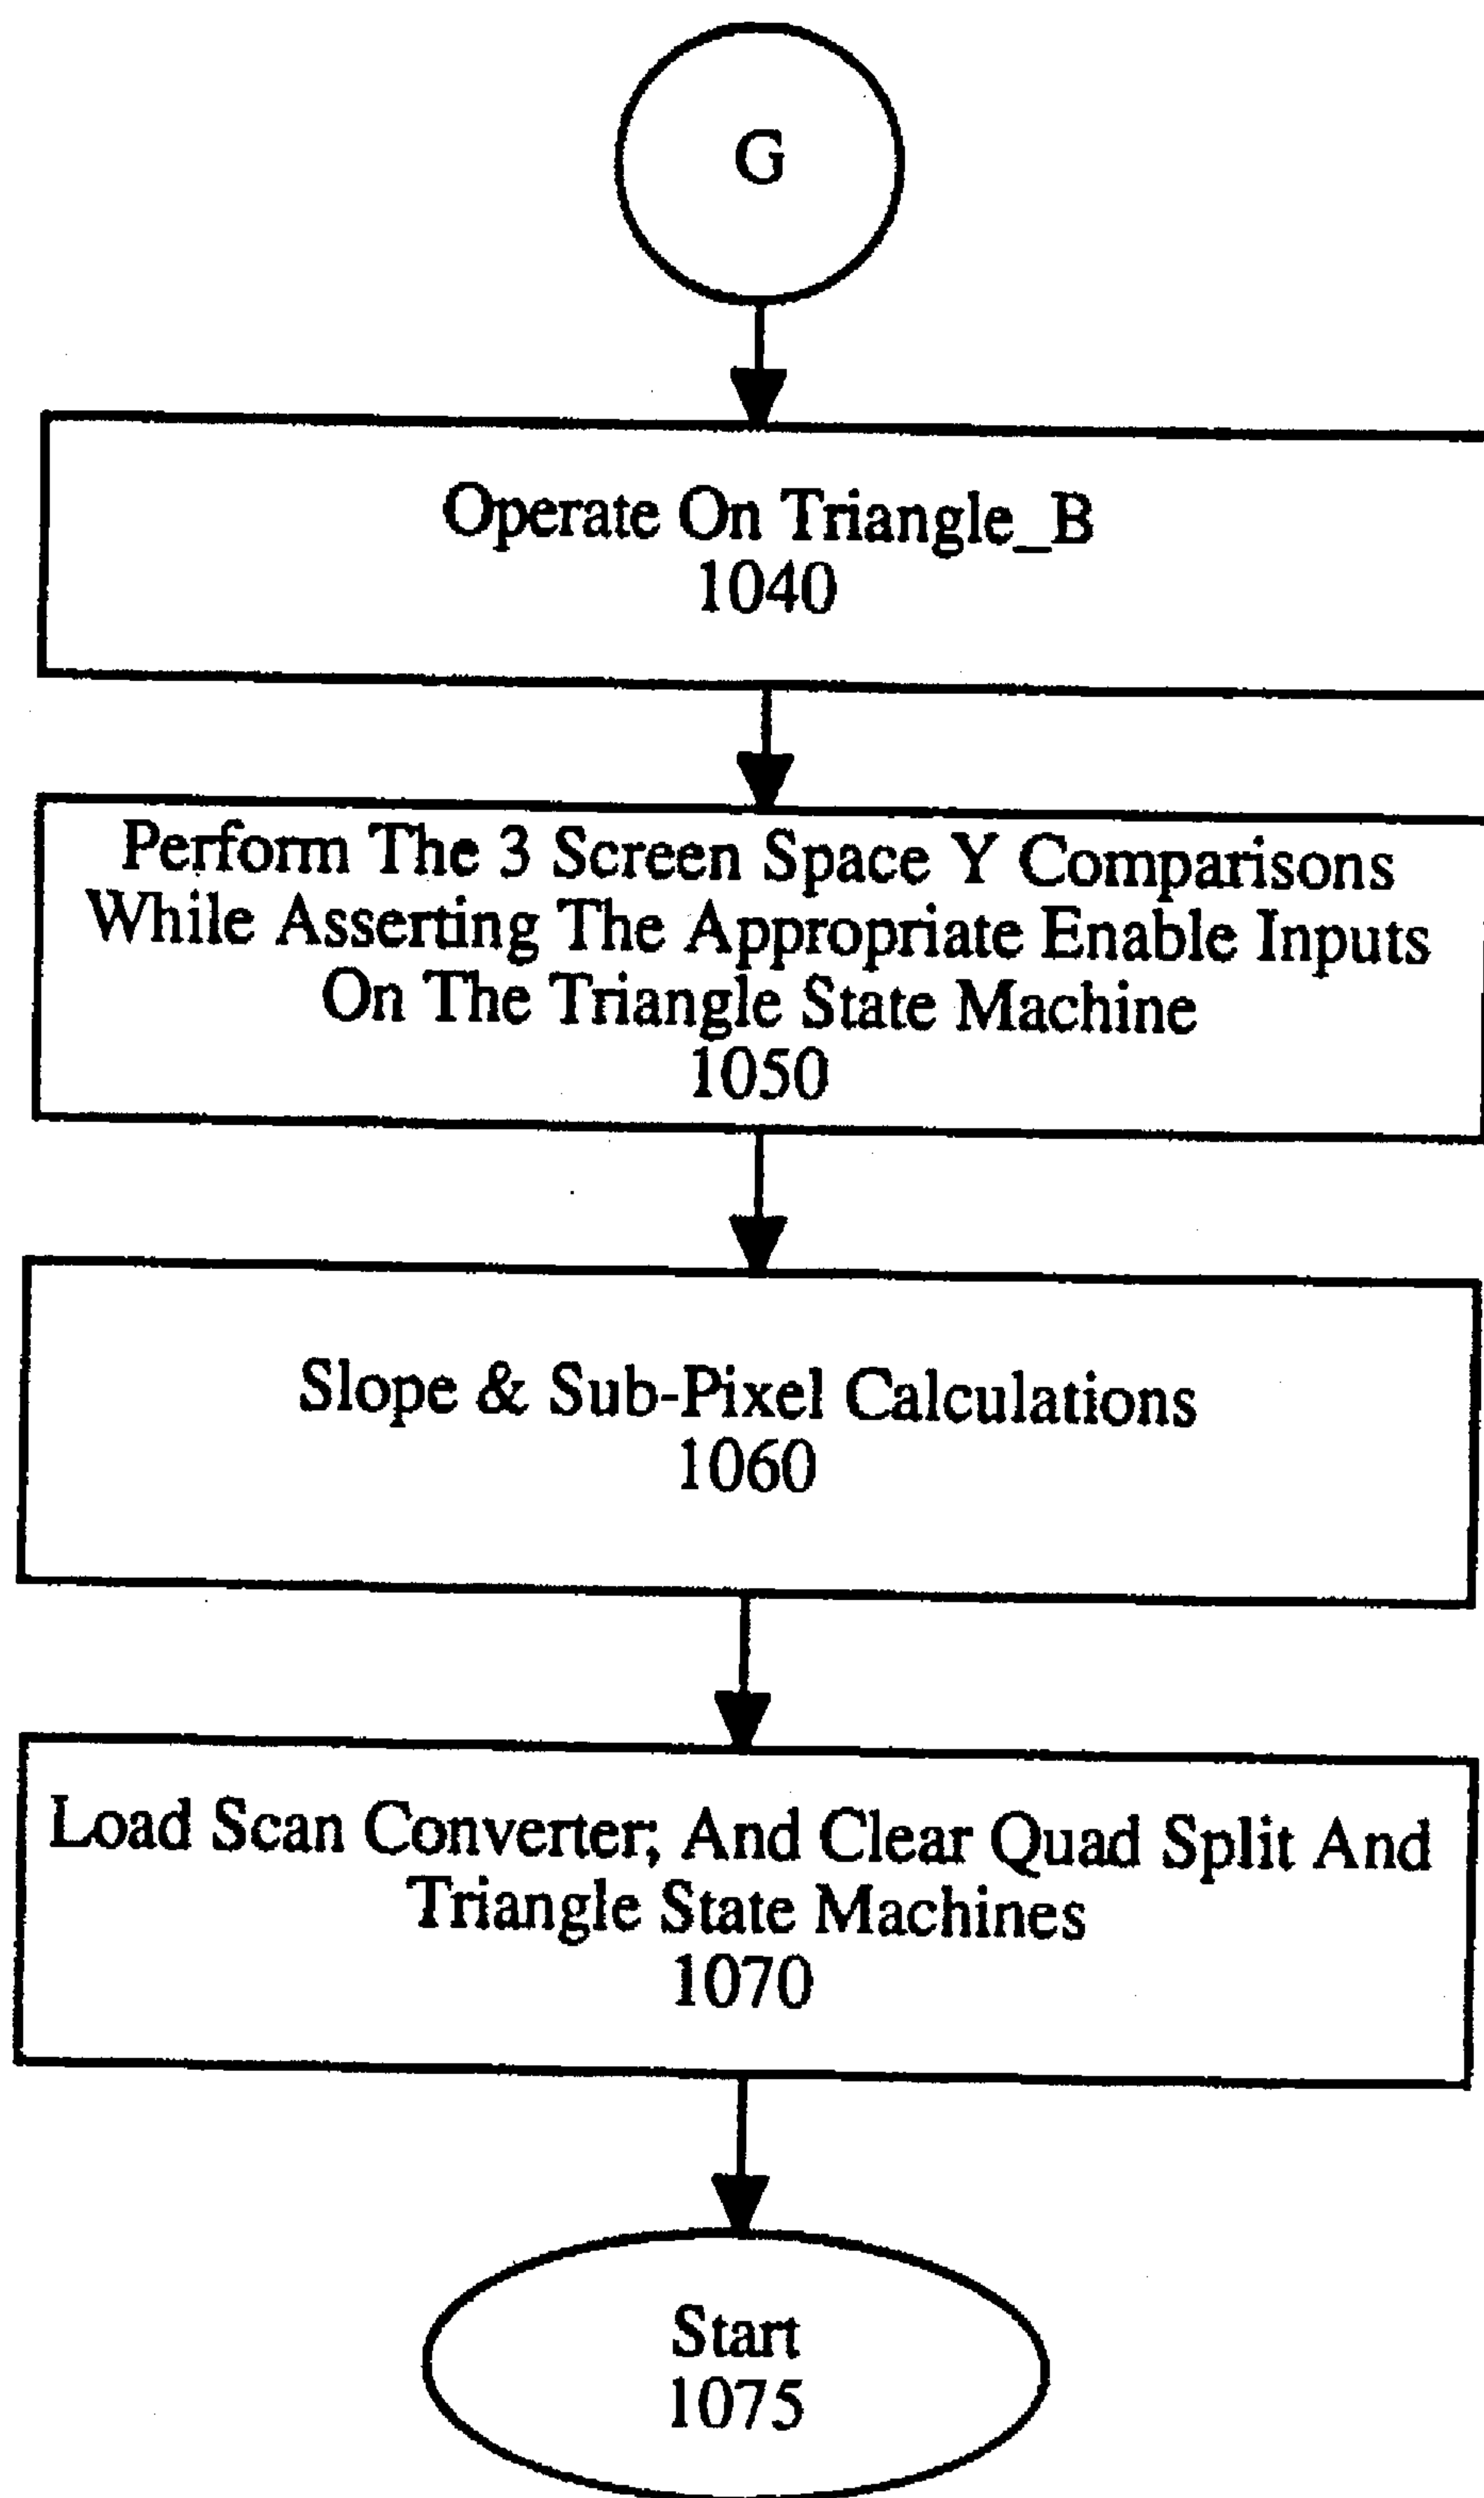 G
Operate On Triangle_B
1040
Perform The 3 Screen Space Y Comparisons
While Asserting The Appropriate Enable Inputs
On The Triangle State Machine
1050
Slope & Sub-Pixel Calculations
1060
Load Scan Converter, And Clear Quad Split And
Triangle State Machines
1070
Start
1075